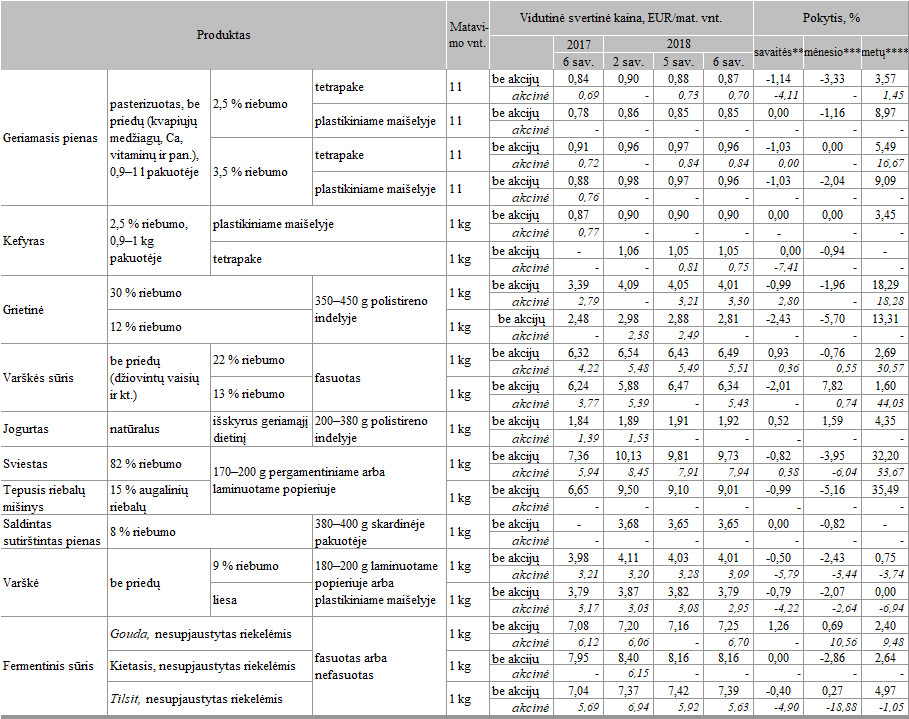 Produktas Matavi- Vidutinė svertinė kaina, EUR/mat. vnt. Pokytis, %
mo vnt. 2017 2018 savaitės** mėnesio*** metų****
6 sav. 2 sav. 5 sav. 6 sav.
Geriamasis pienas pasterizuotas, be priedų (kvapiųjų medžiagų, Ca, vitaminų ir pan.), 0,9–1 l pakuotėje 2,5 % riebumo tetrapake 1 l be akcijų 0,84 0,90 0,88 0,87 -1,14 -3,33 3,57
akcinė 0,69 - 0,73 0,70 -4,11 - 1,45
plastikiniame maišelyje 1 l be akcijų 0,78 0,86 0,85 0,85 0,00 -1,16 8,97
akcinė - - - - - - -
3,5 % riebumo tetrapake 1 l be akcijų 0,91 0,96 0,97 0,96 -1,03 0,00 5,49
akcinė 0,72 - 0,84 0,84 0,00 - 16,67
plastikiniame maišelyje 1 l be akcijų 0,88 0,98 0,97 0,96 -1,03 -2,04 9,09
akcinė 0,76 - - - - - -
Kefyras 2,5 % riebumo, 0,9–1 kg pakuotėje plastikiniame maišelyje 1 kg be akcijų 0,87 0,90 0,90 0,90 0,00 0,00 3,45
akcinė 0,77 - - - - - -
tetrapake 1 kg be akcijų - 1,06 1,05 1,05 0,00 -0,94 -
akcinė - - 0,81 0,75 -7,41 - -
Grietinė 30 % riebumo 350–450 g polistireno indelyje 1 kg be akcijų 3,39 4,09 4,05 4,01 -0,99 -1,96 18,29
akcinė 2,79 - 3,21 3,30 2,80 - 18,28
12 % riebumo 1 kg be akcijų 2,48 2,98 2,88 2,81 -2,43 -5,70 13,31
akcinė - 2,38 2,49 - - - -
Varškės sūris be priedų (džiovintų vaisių ir kt.) 22 % riebumo fasuotas 1 kg be akcijų 6,32 6,54 6,43 6,49 0,93 -0,76 2,69
akcinė 4,22 5,48 5,49 5,51 0,36 0,55 30,57
13 % riebumo 1 kg be akcijų 6,24 5,88 6,47 6,34 -2,01 7,82 1,60
akcinė 3,77 5,39 - 5,43 - 0,74 44,03
Jogurtas natūralus išskyrus geriamąjį dietinį 200–380 g polistireno indelyje 1 kg be akcijų 1,84 1,89 1,91 1,92 0,52 1,59 4,35
akcinė 1,39 1,53 - - - - -
Sviestas 82 % riebumo 170–200 g pergamentiniame arba laminuotame popieriuje 1 kg be akcijų 7,36 10,13 9,81 9,73 -0,82 -3,95 32,20
akcinė 5,94 8,45 7,91 7,94 0,38 -6,04 33,67
Tepusis riebalų mišinys 15 % augalinių riebalų 1 kg be akcijų 6,65 9,50 9,10 9,01 -0,99 -5,16 35,49
akcinė - - - - - - -
Saldintas sutirštintas pienas 8 % riebumo 380–400 g skardinėje pakuotėje 1 kg be akcijų - 3,68 3,65 3,65 0,00 -0,82 -
akcinė - - - - - - -
Varškė be priedų 9 % riebumo 180–200 g laminuotame popieriuje arba plastikiniame maišelyje 1 kg be akcijų 3,98 4,11 4,03 4,01 -0,50 -2,43 0,75
akcinė 3,21 3,20 3,28 3,09 -5,79 -3,44 -3,74
liesa 1 kg be akcijų 3,79 3,87 3,82 3,79 -0,79 -2,07 0,00
akcinė 3,17 3,03 3,08 2,95 -4,22 -2,64 -6,94
Fermentinis sūris Gouda, nesupjaustytas riekelėmis fasuotas arba nefasuotas 1 kg be akcijų 7,08 7,20 7,16 7,25 1,26 0,69 2,40
akcinė 6,12 6,06 - 6,70 - 10,56 9,48
Kietasis, nesupjaustytas riekelėmis 1 kg be akcijų 7,95 8,40 8,16 8,16 0,00 -2,86 2,64
akcinė - 6,15 - - - - -
Tilsit, nesupjaustytas riekelėmis 1 kg be akcijų 7,04 7,37 7,42 7,39 -0,40 0,27 4,97
akcinė 5,69 6,94 5,92 5,63 -4,90 -18,88 -1,05